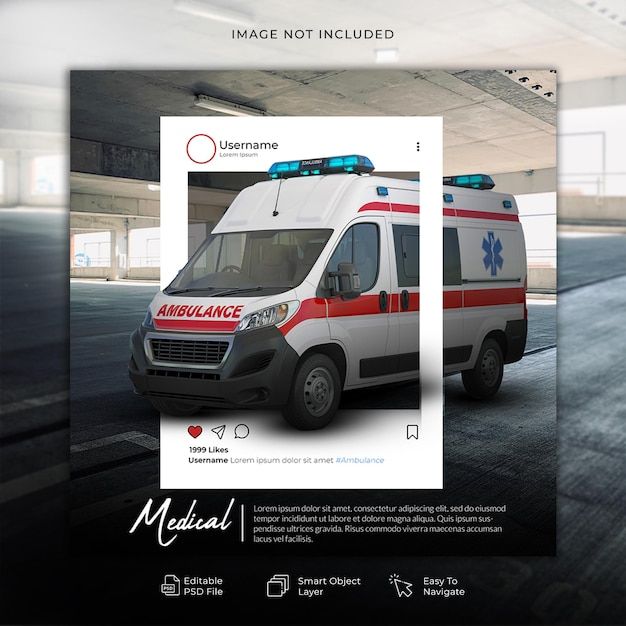 IMAGE NOT INCLUDED
Username
Lorem Ipsum
AMBULANCE
AMBULANCE
1999 Likes
Username Lorem ipsum dolor sit amet #Ambulance
Medical
Lorem ipsum dolor sit amet, consectetur adipiscing
elit, sed do eiusmod tempor incididunt ut labore et
dolore magna aliqua. Quis ipsum suspendisse ultrices
gravida. Risus commodo viverra maecenas accumsan
lacus vel facilisis.
PSD
Editable
PSD File
Smart Object
Layer
Easy To
Navigate